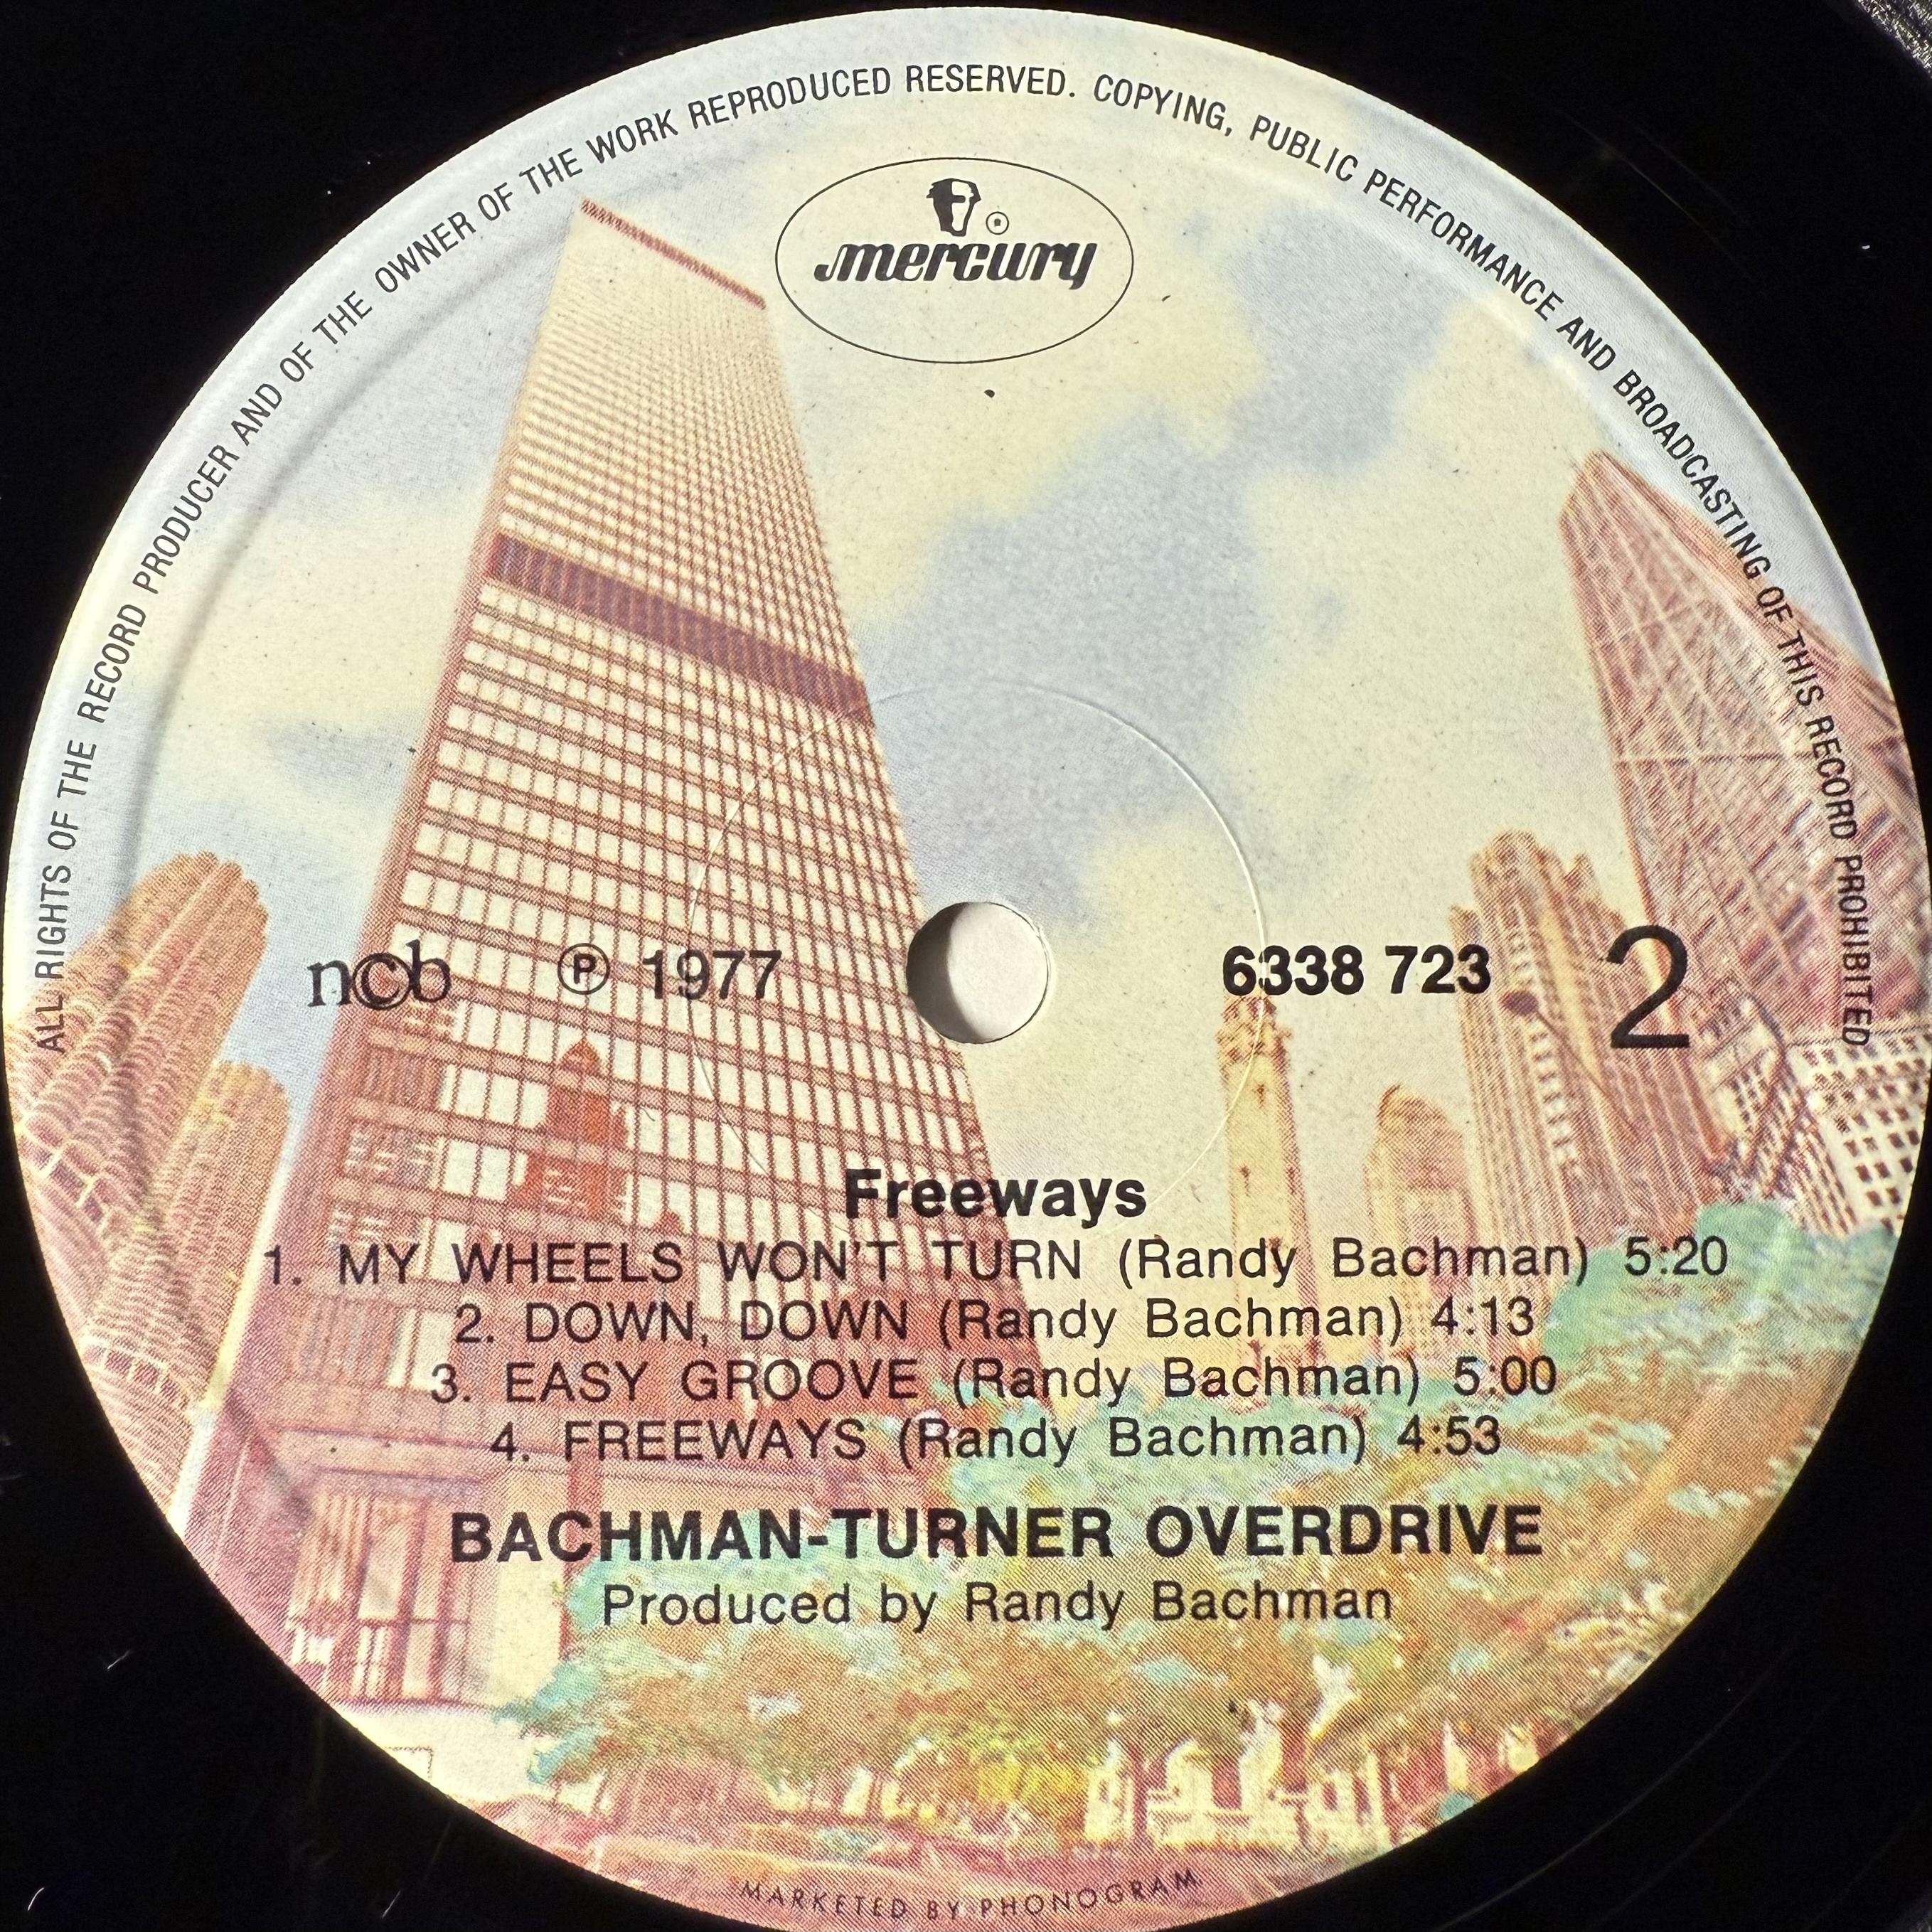 ALL RIGHTS OF THE RECORD PRODUCER AND OF THE OWNER OF THE WORK REPRODUCED RESERVED. COPYING, PUBLIC PERFORMANCE AND BROADCASTING OF THIS RECORD PROHIBITED
®
mercury
ncb ℗ 1977 6338 723 2
Freeways
1. MY WHEELS WON'T TURN (Randy Bachman) 5:20
2. DOWN, DOWN (Randy Bachman) 4:13
3. EASY GROOVE (Randy Bachman) 5:00
4. FREEWAYS (Randy Bachman) 4:53
BACHMAN-TURNER OVERDRIVE
Produced by Randy Bachman
MARKETED BY PHONOGRAM